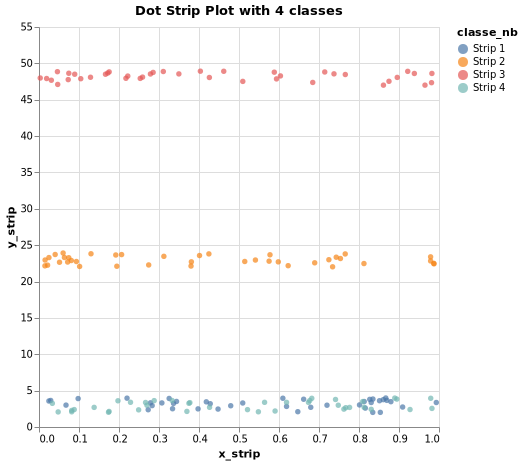 Dot Strip Plot with 4 classes
classe_nb
Strip 1
Strip 2
Strip 3
Strip 4
y_strip
55
50
45
40
35
30
25
20
15
10
5
0
0.0 0.1 0.2 0.3 0.4 0.5 0.6 0.7 0.8 0.9 1.0
x_strip